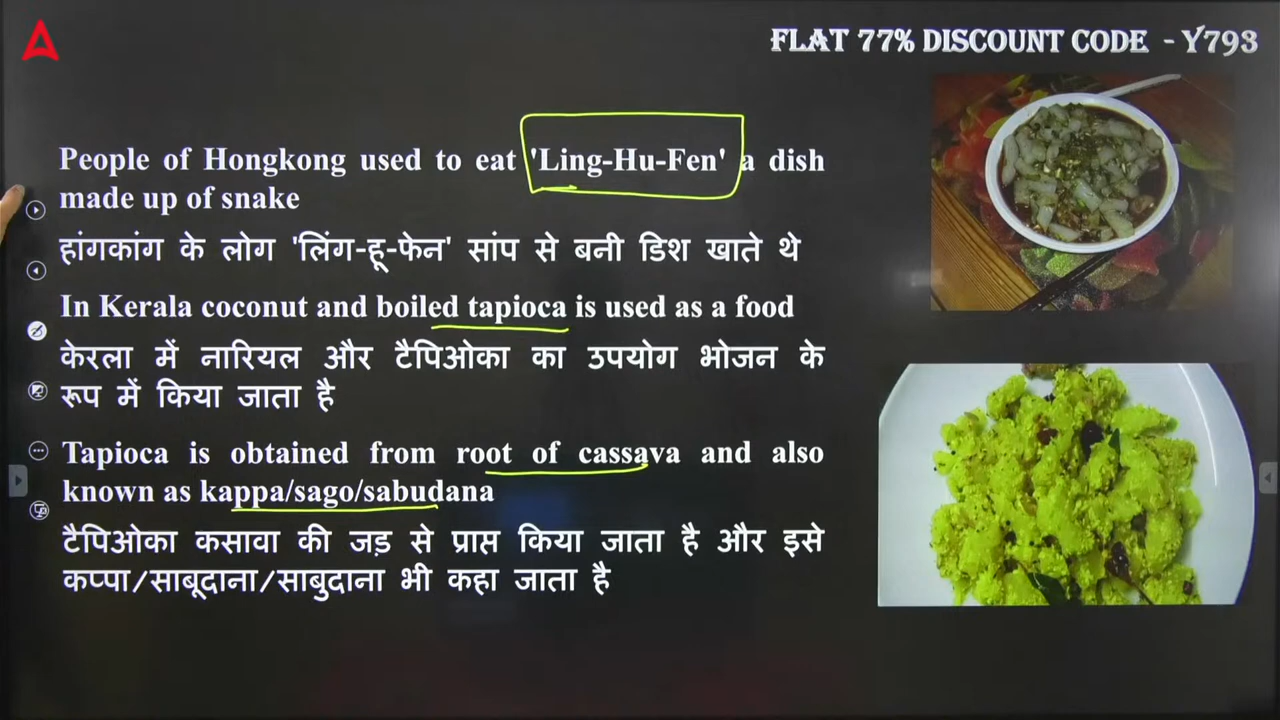 FLAT 77% DISCOUNT CODE - Y793
People of Hongkong used to eat 'Ling-Hu-Fen' a dish
made up of snake
हांगकांग के लोग 'लिंग-हू-फेन' सांप से बनी डिश खाते थे
In Kerala coconut and boiled tapioca is used as a food
केरला में नारियल और टैपिओका का उपयोग भोजन के
रूप में किया जाता है
Tapioca is obtained from root of cassava and also
known as kappa/sago/sabudana
टैपिओका कसावा की जड़ से प्राप्त किया जाता है और इसे
कप्पा/साबूदाना/साबुदाना भी कहा जाता है